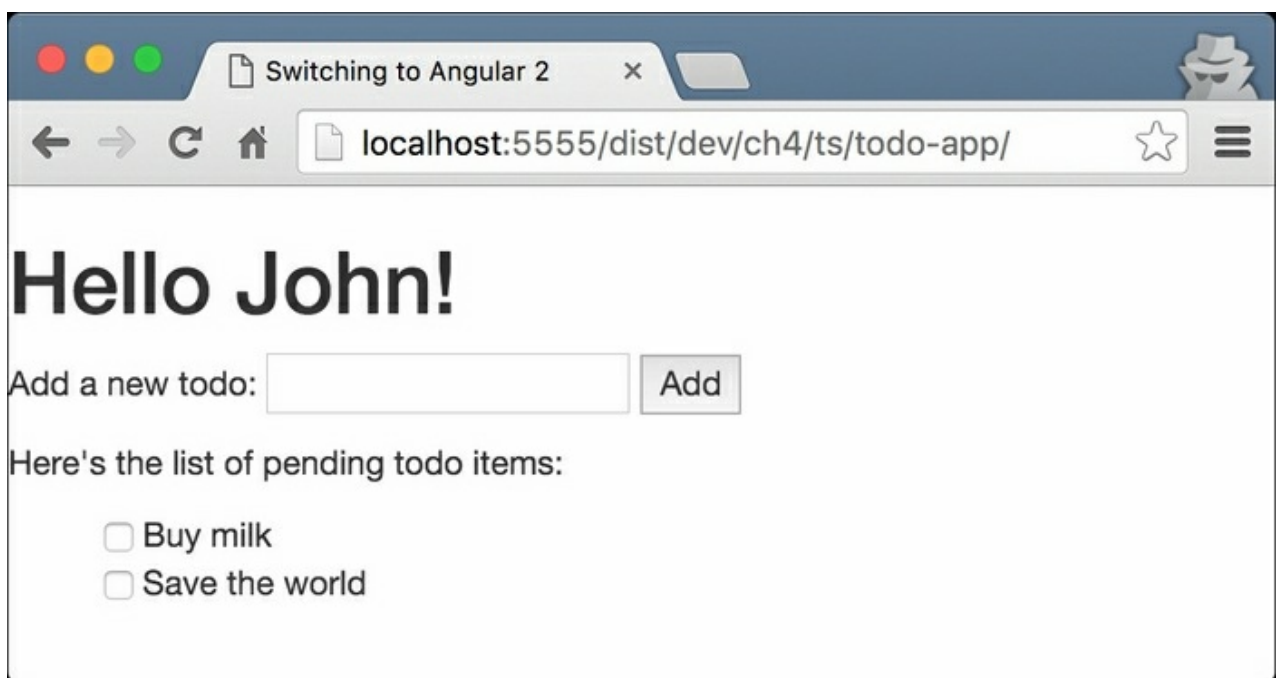 Switching to Angular 2
localhost:5555/dist/dev/ch4/ts/todo-app/
Hello John!
Add a new todo: Add
Here's the list of pending todo items:
Buy milk
Save the world